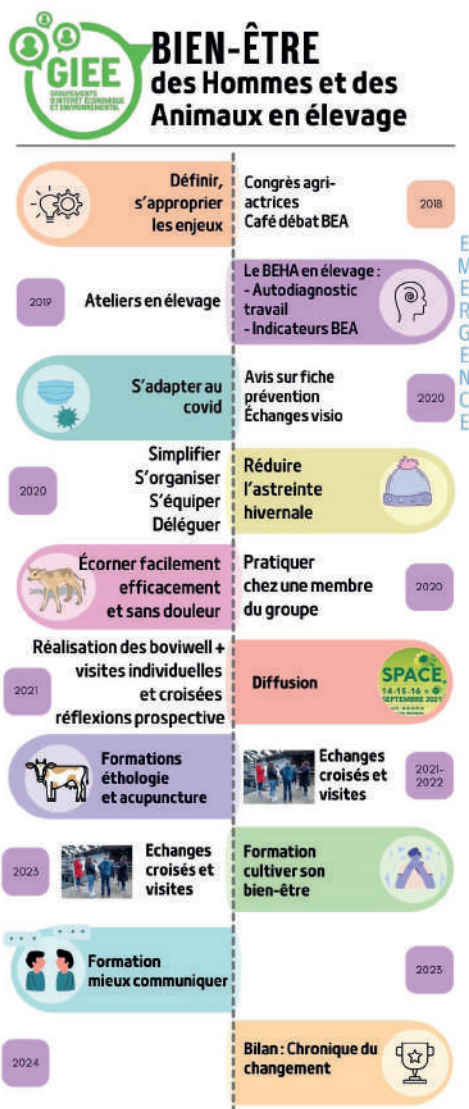 GIEE
GROUPEMENTS
D'INTÉRÊT ÉCONOMIQUE
ET ENVIRONNEMENTAL
BIEN-ÊTRE
des Hommes et des
Animaux en élevage
Définir,
s'approprier
les enjeux
Congrès agri-
actrices
Café débat BEA
2018
EMERGENCE
2019
Ateliers en élevage
Le BEHA en élevage :
- Autodiagnostic
travail
- Indicateurs BEA
S'adapter au
covid
Avis sur fiche
prévention
Échanges visio
2020
2020
Simplifier
S'organiser
S'équiper
Déléguer
Réduire
l'astreinte
hivernale
Écorner facilement
efficacement
et sans douleur
Pratiquer
chez une membre
du groupe
2020
2021
Réalisation des boviwell +
visites individuelles
et croisées
réflexions prospective
Diffusion
SPACE
14-15-16
SEPTEMBRE 2021
Formations
éthologie
et acupuncture
Echanges
croisés et
visites
2021-
2022
2023
Echanges
croisés et
visites
Formation
cultiver son
bien-être
Formation
mieux communiquer
2023
2024
Bilan : Chronique du
changement